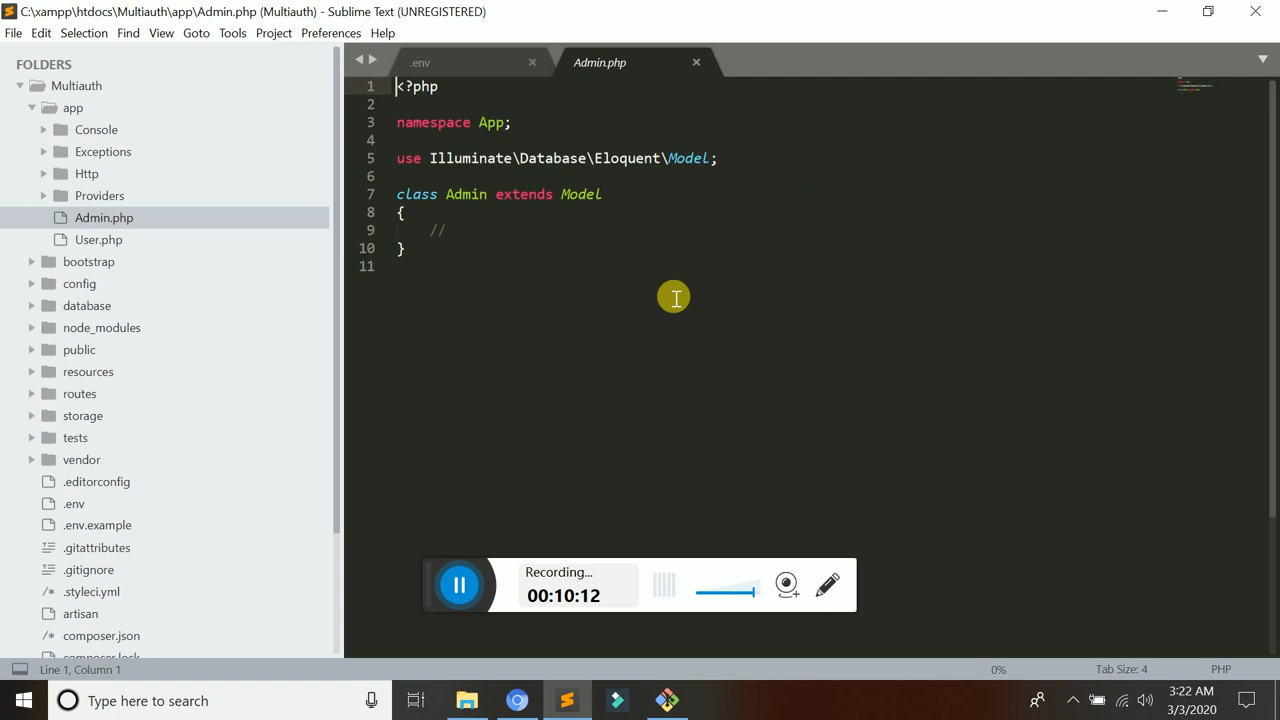 C:\xampp\htdocs\Multiauth\app\Admin.php (Multiauth) - Sublime Text (UNREGISTERED)
File Edit Selection Find View Goto Tools Project Preferences Help
FOLDERS
Multiauth
app
Console
Exceptions
Http
Providers
Admin.php
User.php
bootstrap
config
database
node_modules
public
resources
routes
storage
tests
vendor
.editorconfig
.env
.env.example
.gitattributes
.gitignore
/* .styleci.yml
artisan
/* composer.json
composer.lock
.env
Admin.php
1 <?php
2
3 namespace App;
4
5 use Illuminate\Database\Eloquent\Model;
6
7 class Admin extends Model
8 {
9 //
10 }
11
Recording...
00:10:12
Line 1, Column 1
0%
Tab Size: 4
PHP
Type here to search
3:22 AM
3/3/2020